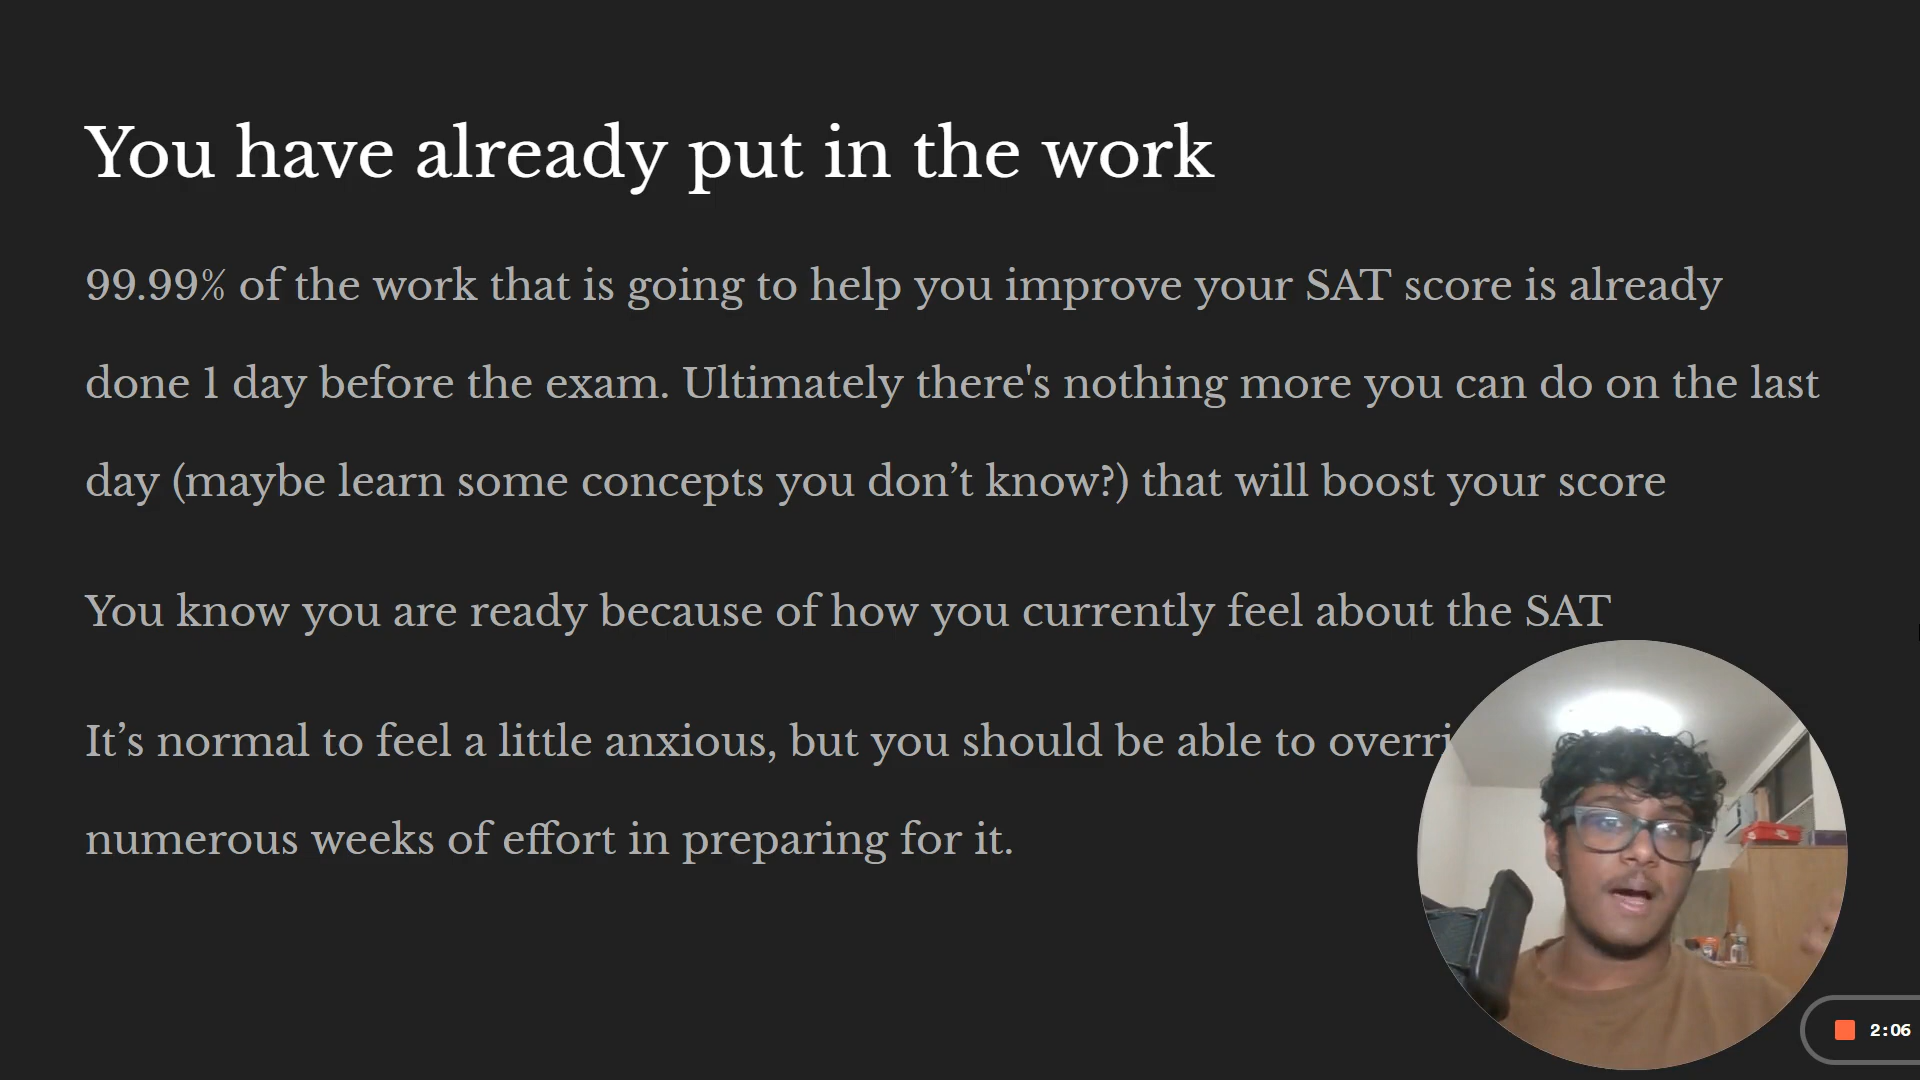 You have already put in the work
99.99% of the work that is going to help you improve your SAT score is already
done 1 day before the exam. Ultimately there's nothing more you can do on the last
day (maybe learn some concepts you don’t know?) that will boost your score
You know you are ready because of how you currently feel about the SAT
It’s normal to feel a little anxious, but you should be able to
numerous weeks of effort in preparing for it.
2:06